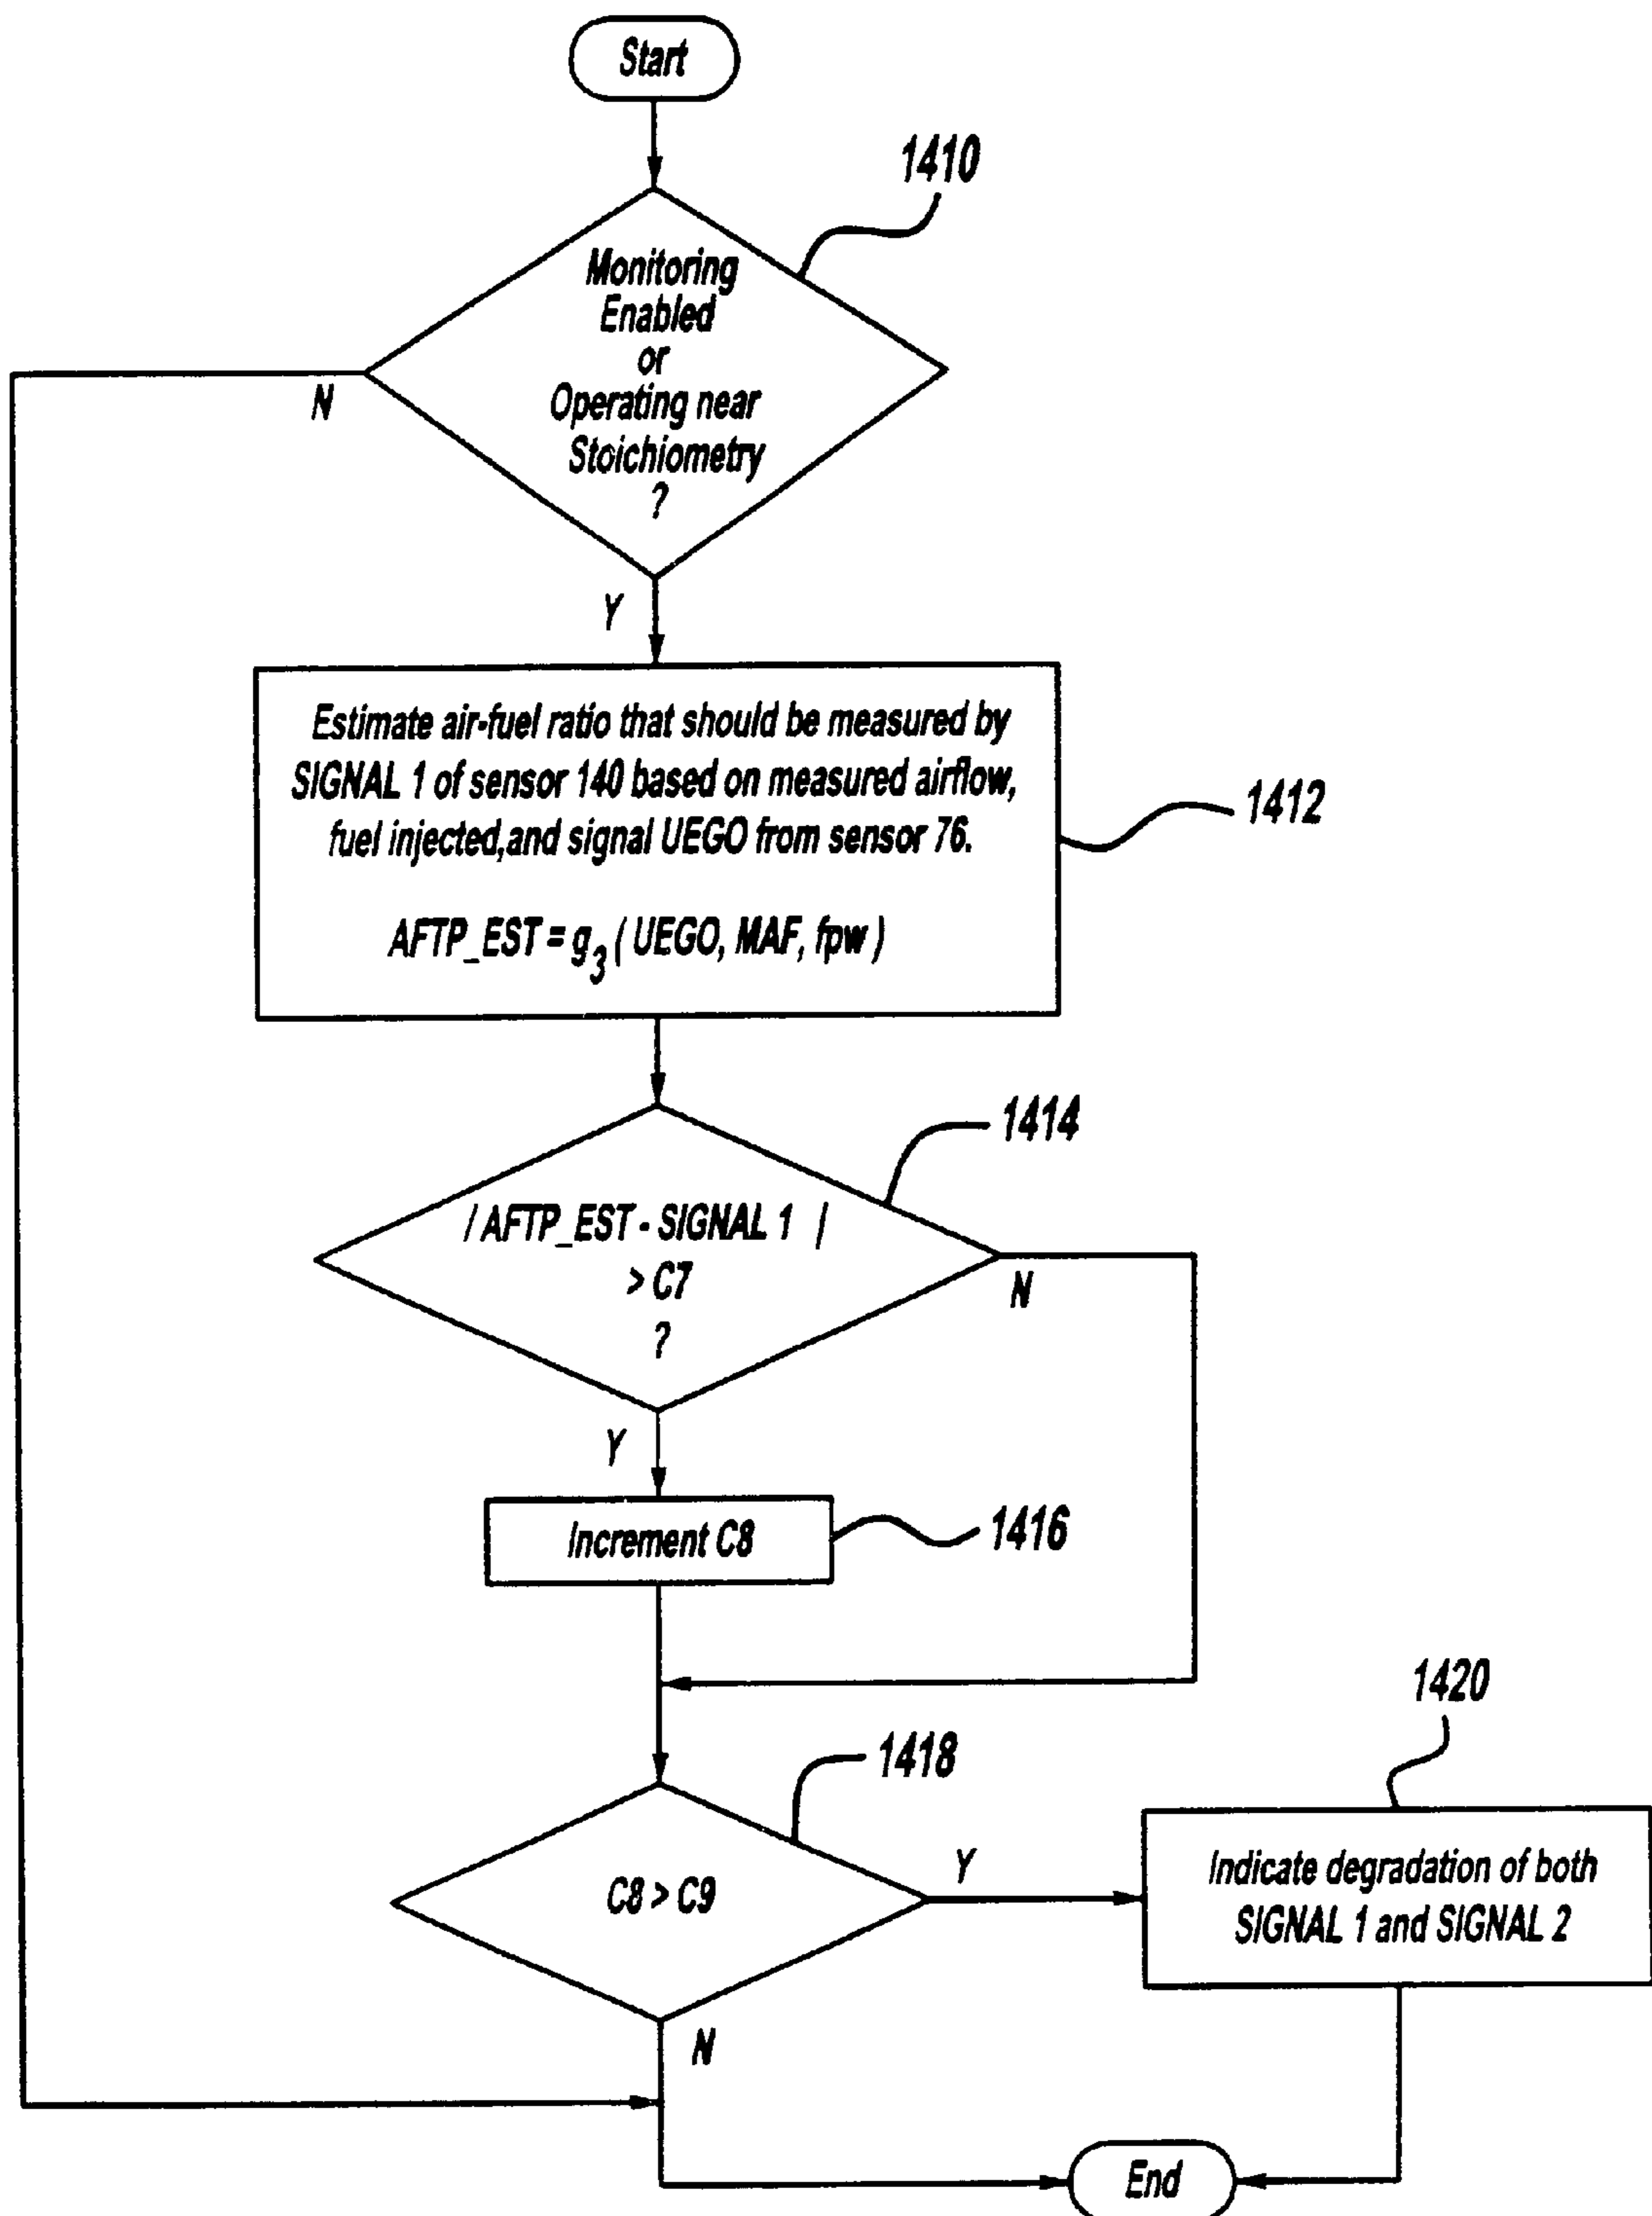 Start
1410
Monitoring
Enabled
or
Operating near
Stoichiometry
?
N
Y
Estimate air-fuel ratio that should be measured by
SIGNAL 1 of sensor 140 based on measured airflow,
fuel injected,and signal UEGO from sensor 76.
AFTP_EST = g3 ( UEGO, MAF, fpw )
1412
1414
/ AFTP_EST - SIGNAL 1 |
> C7
?
N
Y
Increment C8
1416
1420
1418
C8 > C9
Y
Indicate degradation of both
SIGNAL 1 and SIGNAL 2
N
End